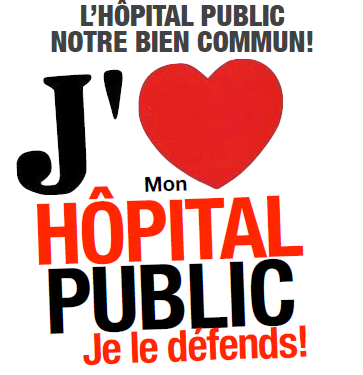 L'HÔPITAL PUBLIC
NOTRE BIEN COMMUN!
J'
Mon
HÔPITAL
PUBLIC
Je le défends!